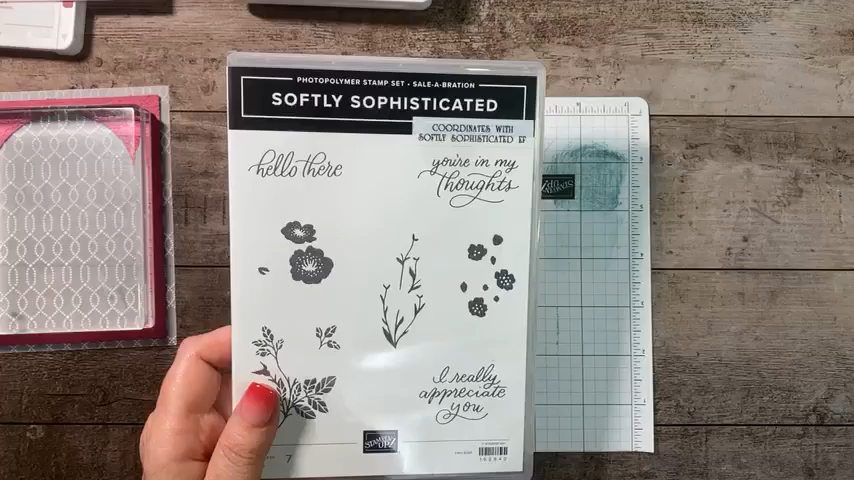 PHOTOPOLYMER STAMP SET • SALE-A-BRATION
SOFTLY SOPHISTICATED
COORDINATES WITH
SOFTLY SOPHISTICATED EF
hello there
you're in my
thoughts
I really
appreciate
you
STAMPIN'
UP!
7